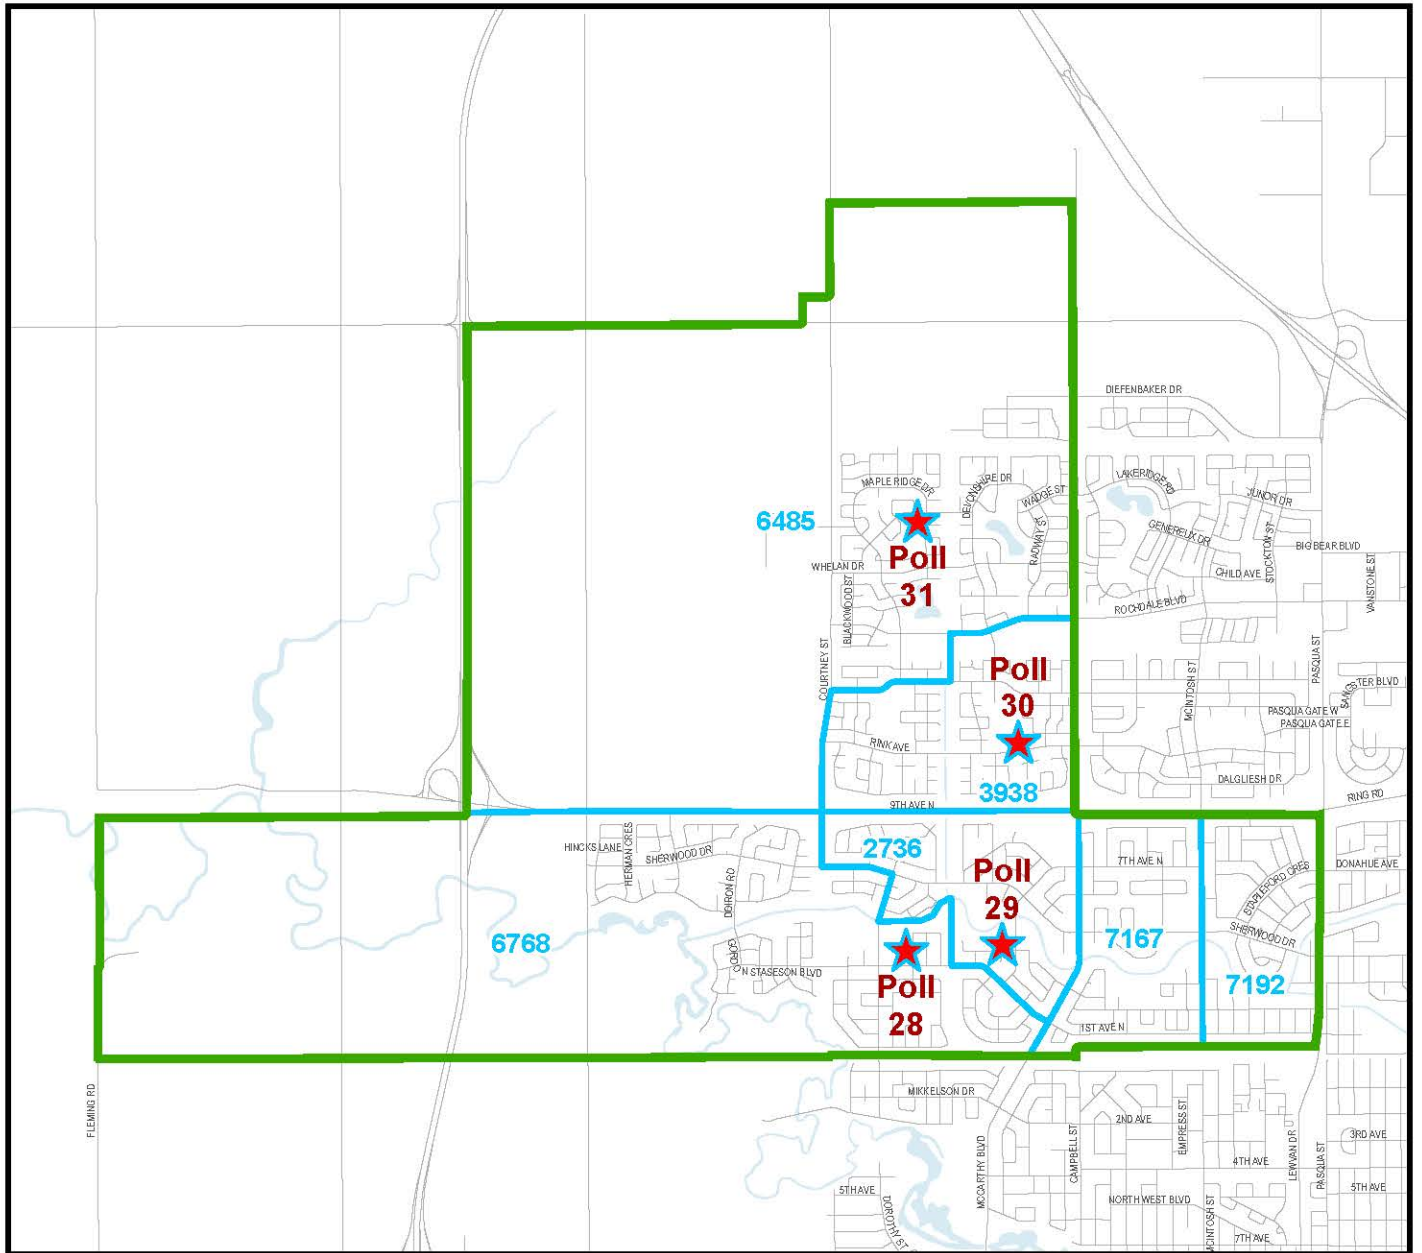 DIEFENBAKER DR
MAPLE RIDGE DR
DEVONSHIRE DR
WADGE ST
LAKERIDGE RD
JUNOR DR
6485
GENEREUX DR
STOCKTON ST
BIG BEAR BLVD
Poll
31
RADWAY ST
WHELAN DR
CHILD AVE
VANSTONE ST
BLACKWOOD ST
ROCHDALE BLVD
COURTNEY ST
PASQUA ST
Poll
30
MCINTOSH ST
SANGSTER BLVD
PASQUA GATE W
PASQUA GATE E
RINK AVE
DALGLIESH DR
3938
RING RD
9TH AVE N
HINCKS LANE
HERMAN CRES
SHERWOOD DR
2736
7TH AVE N
DONAHUE AVE
Poll
29
DOIRON RD
STAPLEFORD CRES
6768
7167
SHERWOOD DR
GORDON STASESON BLVD
7192
Poll
28
1ST AVE N
FLEMING RD
MIKKELSON DR
2ND AVE
EMPRESS ST
3RD AVE
MCCARTHY BLVD
CAMPBELL ST
LEWVAN DR
PASQUA ST
4TH AVE
5TH AVE
5TH AVE
NORTH WEST BLVD
DOROTHY ST
MCINTOSH ST
7TH AVE